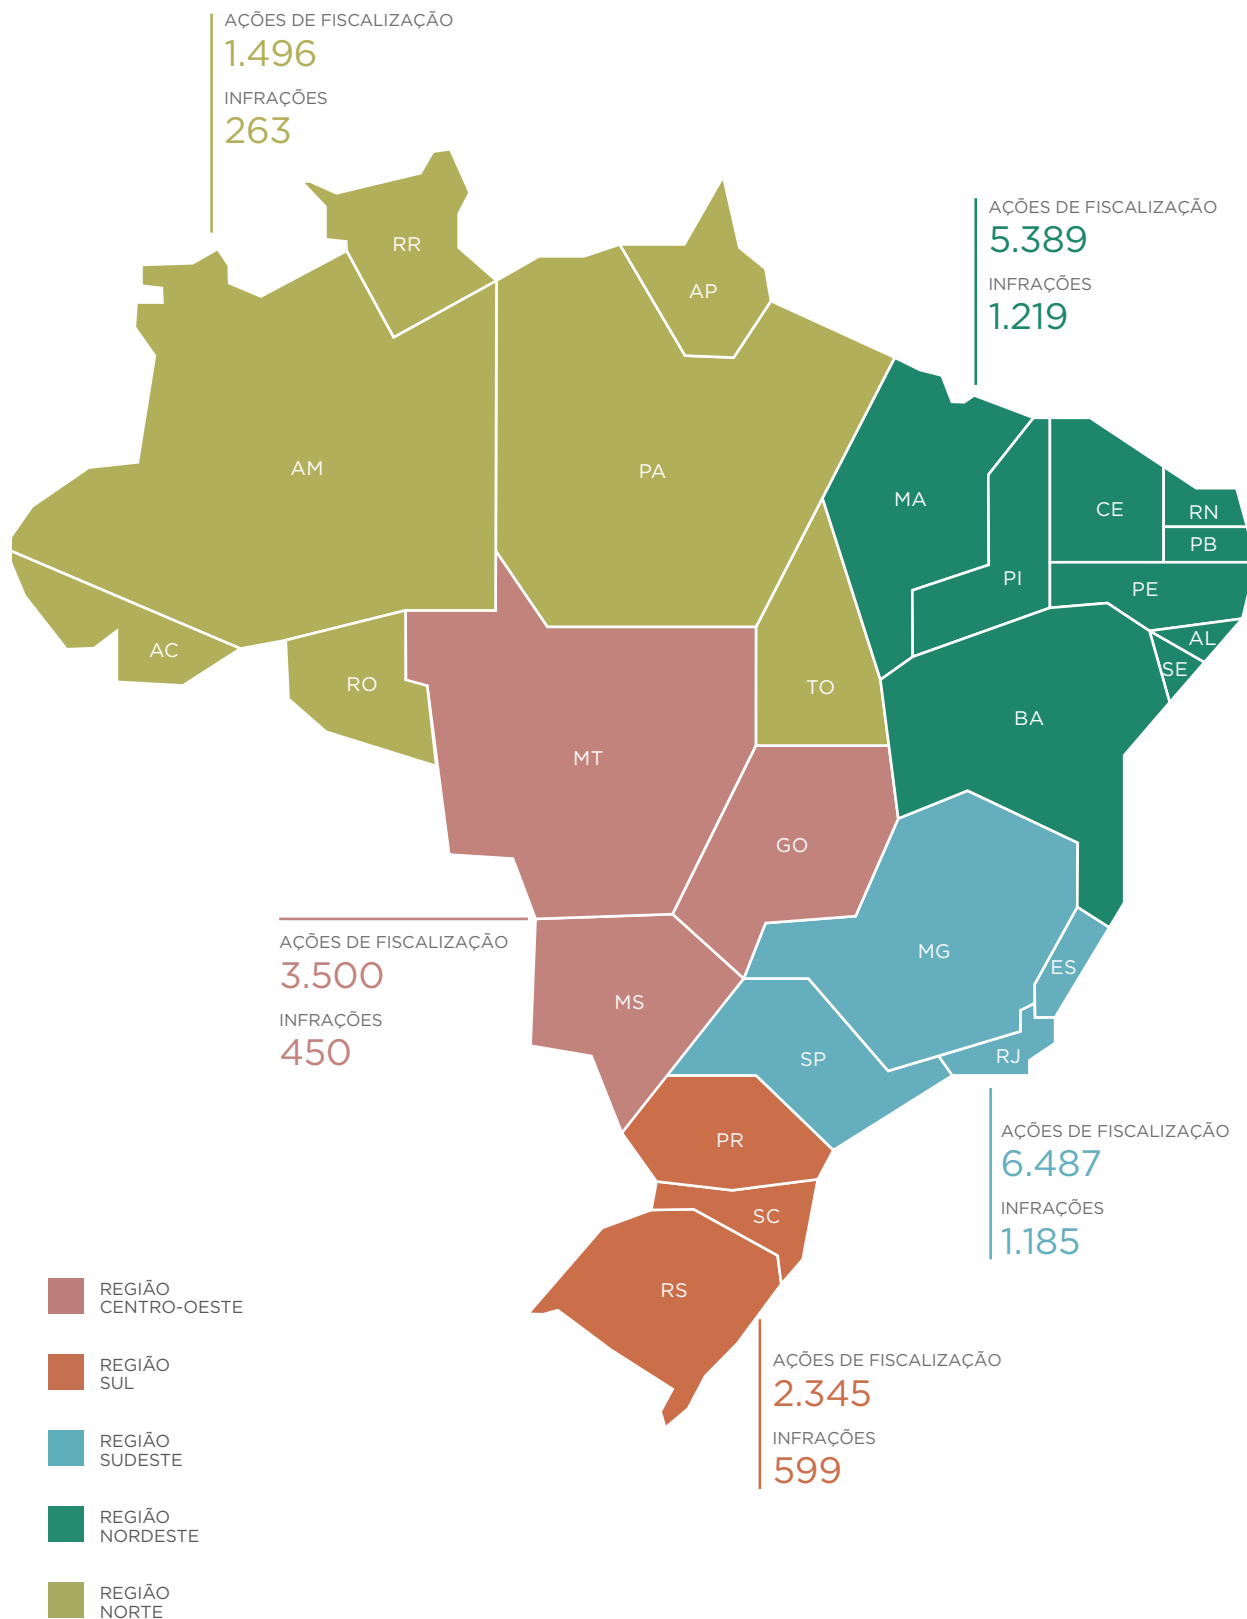 AÇÕES DE FISCALIZAÇÃO
1.496
INFRAÇÕES
263
AÇÕES DE FISCALIZAÇÃO
5.389
INFRAÇÕES
1.219
RR
AP
AM
PA
MA
CE
RN
PB
PI
PE
AL
SE
AC
RO
TO
BA
MT
GO
MG
ES
MS
SP
RJ
AÇÕES DE FISCALIZAÇÃO
3.500
INFRAÇÕES
450
PR
SC
RS
AÇÕES DE FISCALIZAÇÃO
6.487
INFRAÇÕES
1.185
AÇÕES DE FISCALIZAÇÃO
2.345
INFRAÇÕES
599
REGIÃO
CENTRO-OESTE
REGIÃO
SUL
REGIÃO
SUDESTE
REGIÃO
NORDESTE
REGIÃO
NORTE